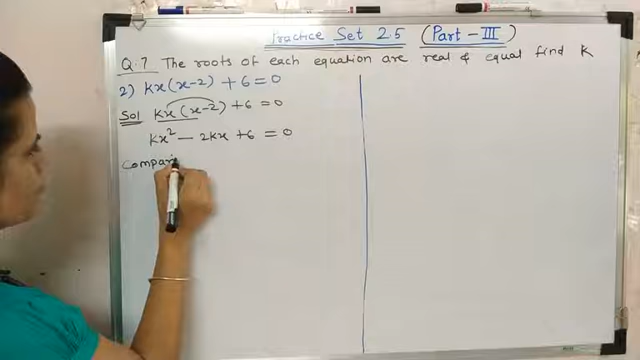 Practice Set 2.5 (Part - III)
Q.7 The roots of each equation are real & equal find K
2) Kx(x-2) + 6 = 0
Sol Kx(x-2) + 6 = 0
Kx² - 2Kx + 6 = 0
Compari